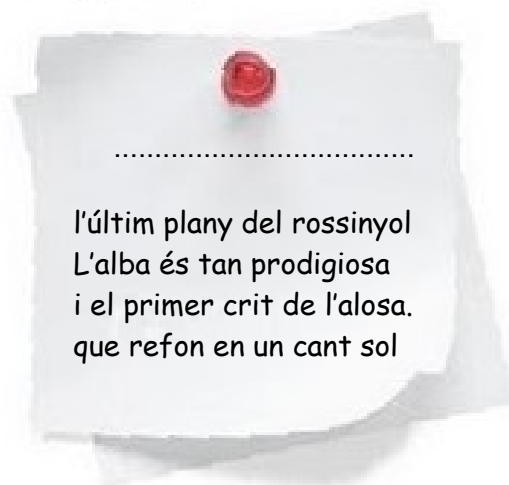 ....................................
l'últim plany del rossinyol
L'alba és tan prodigiosa
i el primer crit de l'alosa.
que refon en un cant sol